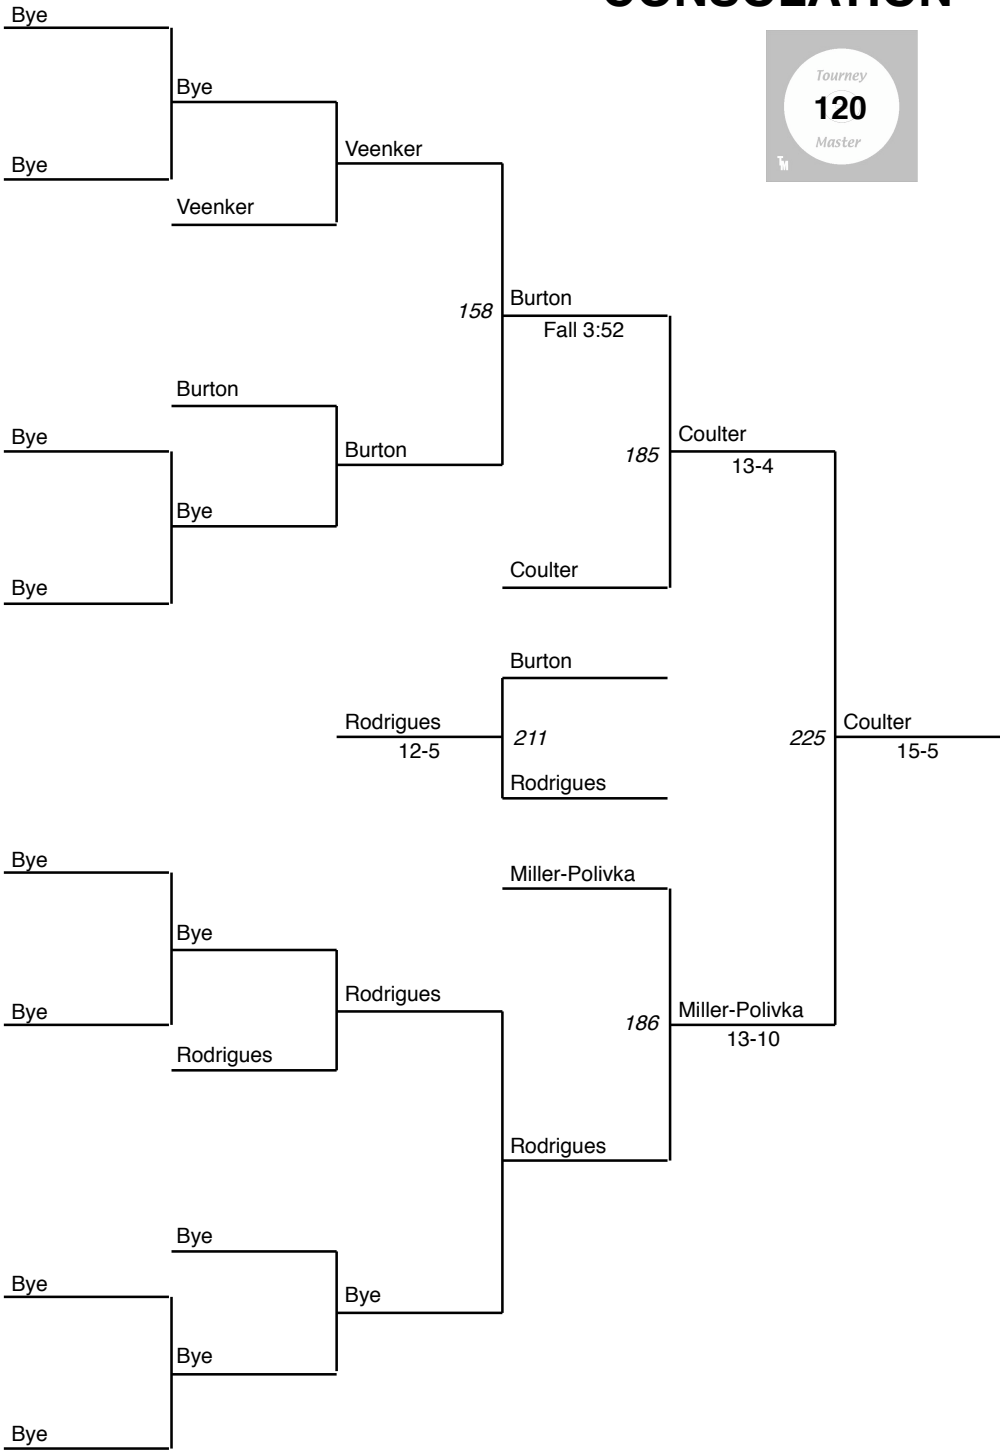 CONSOLATION
Bye
Tourney
120
Master
TM
Bye
Veenker
Bye
Veenker
Burton
158
Fall 3:52
Burton
Bye
Coulter
Burton
185
13-4
Bye
Coulter
Bye
Burton
Rodrigues
Coulter
211
225
12-5
15-5
Rodrigues
Bye
Miller-Polivka
Bye
Rodrigues
Bye
Miller-Polivka
186
13-10
Rodrigues
Rodrigues
Bye
Bye
Bye
Bye
Bye